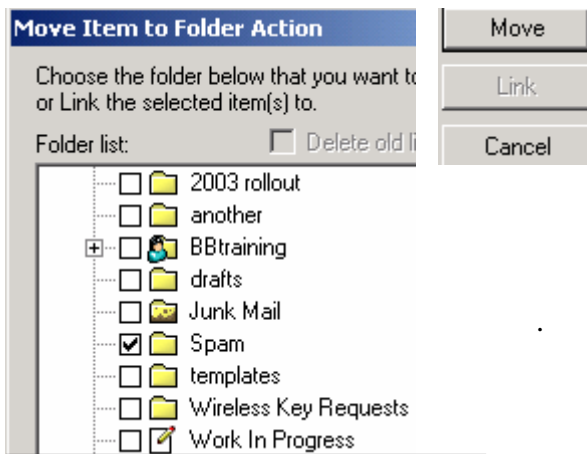 Move Item to Folder Action
Choose the folder below that you want to
or Link the selected item(s) to.
Folder list:
Delete old li
2003 rollout
another
BBtraining
drafts
Junk Mail
Spam
templates
Wireless Key Requests
Work In Progress
Move
Link
Cancel
.